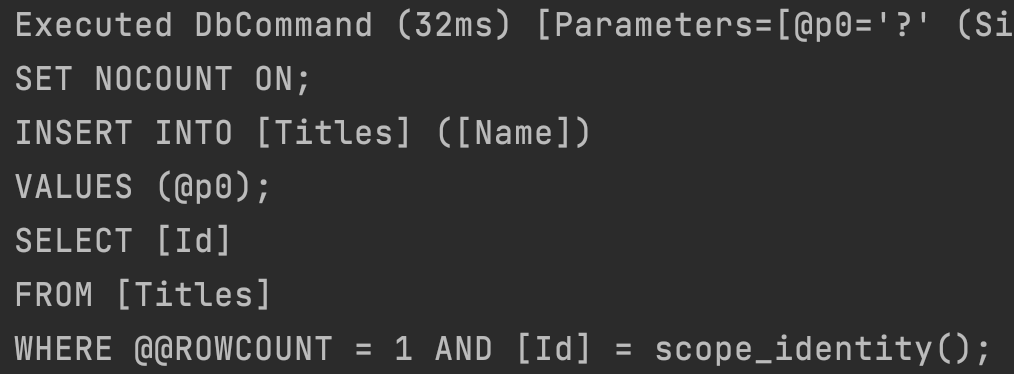 Executed DbCommand (32ms) [Parameters=[@p0='?' (Si
SET NOCOUNT ON;
INSERT INTO [Titles] ([Name])
VALUES (@p0);
SELECT [Id]
FROM [Titles]
WHERE @@ROWCOUNT = 1 AND [Id] = scope_identity();